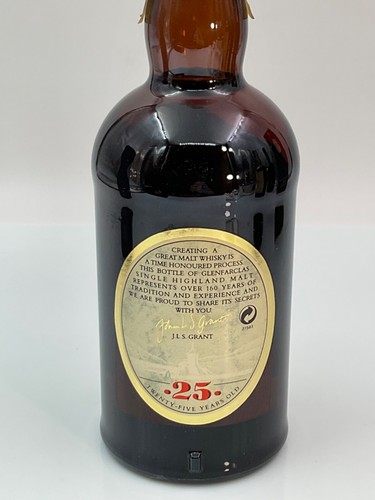 CREATING A
GREAT MALT WHISKY IS
A TIME HONOURED PROCESS.
THIS BOTTLE OF GLENFARCLAS
SINGLE HIGHLAND MALT
REPRESENTS OVER 160 YEARS OF
TRADITION AND EXPERIENCE AND
WE ARE PROUD TO SHARE ITS SECRETS
WITH YOU.
J.L.S. GRANT
·25·
TWENTY-FIVE YEARS OLD